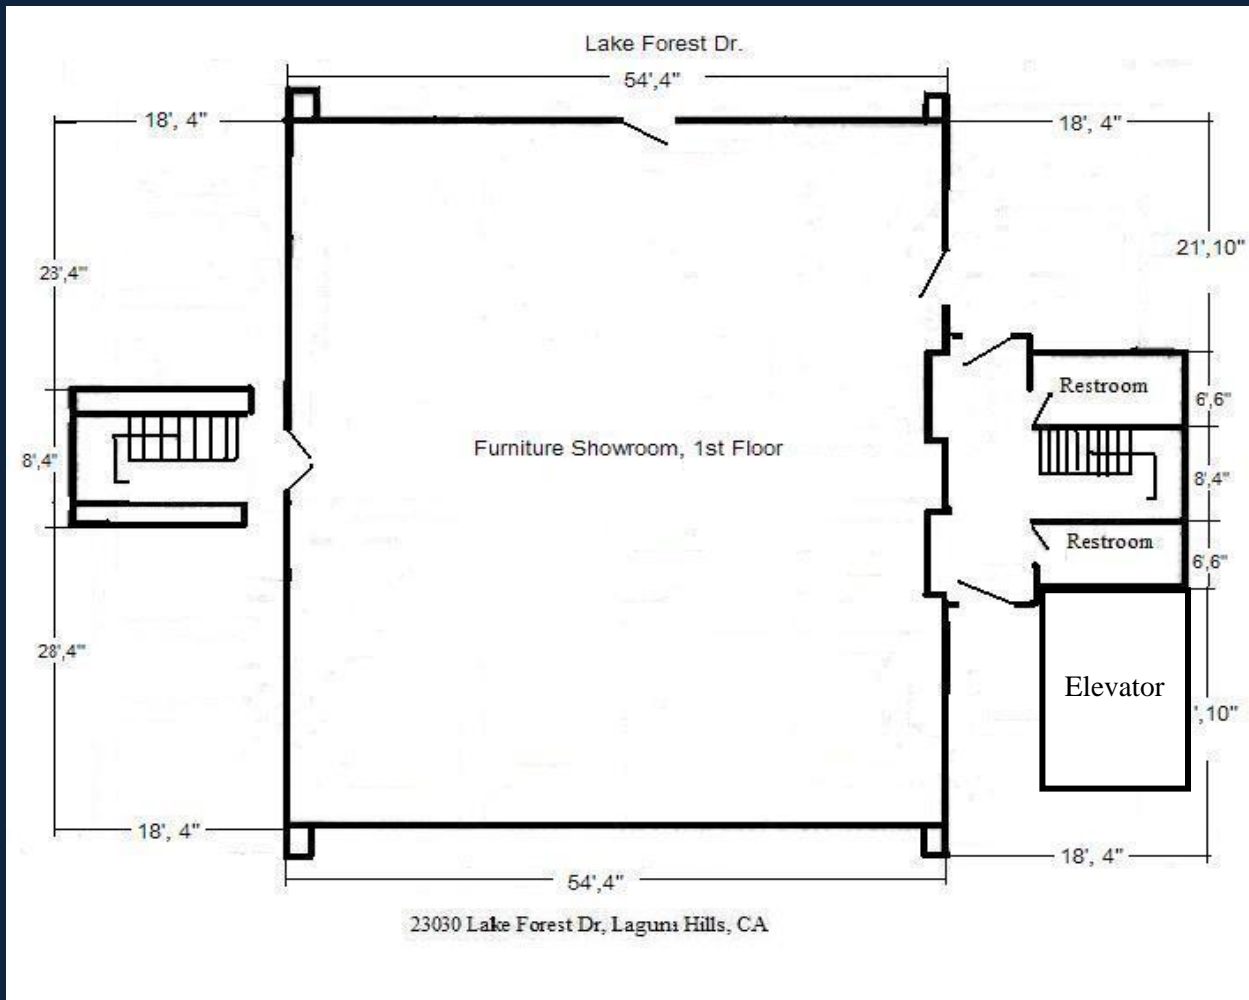 Lake Forest Dr.
54',4"
18', 4"
18', 4"
21',10"
28',4"
Restroom
6',6"
Furniture Showroom, 1st Floor
8',4"
8',4"
Restroom
6',6"
28',4"
Elevator
',10"
18', 4"
18', 4"
54',4"
23030 Lake Forest Dr, Laguna Hills, CA